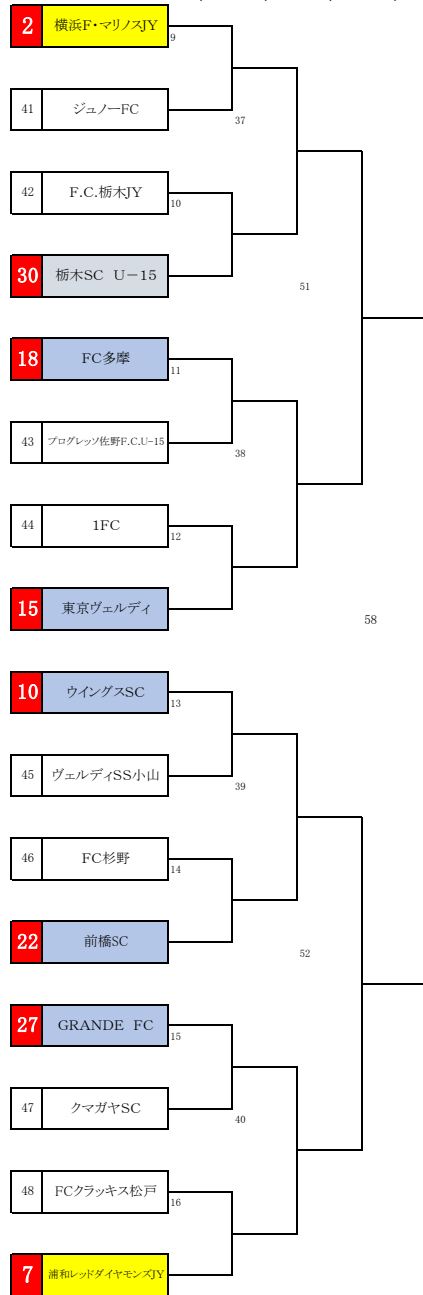 2 横浜F・マリノスJY
9
41 ジュノーFC
37
42 F.C.栃木JY
10
30 栃木SC U－15
51
18 FC多摩
11
43 プログレッソ佐野F.C.U-15
38
44 1FC
12
15 東京ヴェルディ
58
10 ウイングスSC
13
45 ヴェルディSS小山
39
46 FC杉野
14
22 前橋SC
52
27 GRANDE FC
15
47 クマガヤSC
40
48 FCクラッキス松戸
16
7 浦和レッドダイヤモンズJY